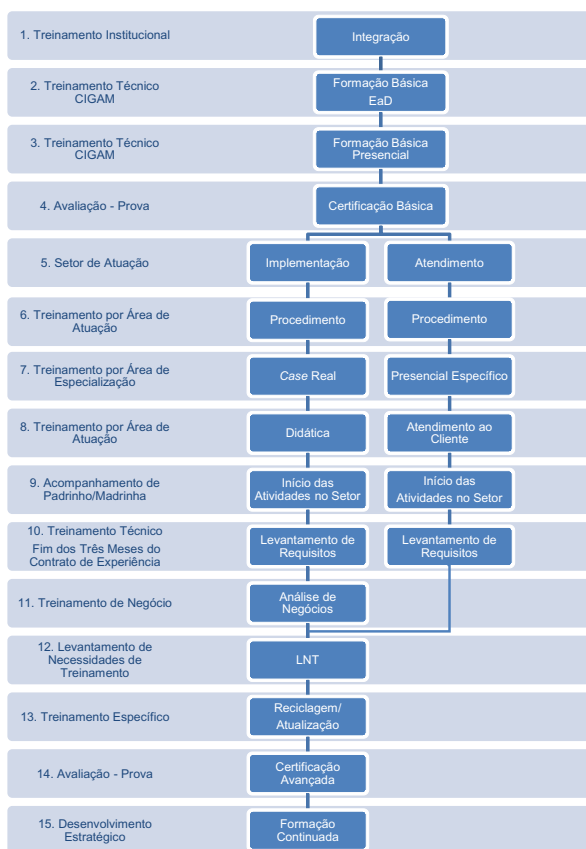 1. Treinamento Institucional
Integração
2. Treinamento Técnico
CIGAM
Formação Básica
EaD
3. Treinamento Técnico
CIGAM
Formação Básica
Presencial
4. Avaliação - Prova
Certificação Básica
5. Setor de Atuação
Implementação
Atendimento
6. Treinamento por Área de
Atuação
Procedimento
Procedimento
7. Treinamento por Área de
Especialização
Case Real
Presencial Específico
8. Treinamento por Área de
Atuação
Didática
Atendimento ao
Cliente
9. Acompanhamento de
Padrinho/Madrinha
Início das
Atividades no Setor
Início das
Atividades no Setor
10. Treinamento Técnico
Fim dos Três Meses do
Contrato de Experiência
Levantamento de
Requisitos
Levantamento de
Requisitos
11. Treinamento de Negócio
Análise de
Negócios
12. Levantamento de
Necessidades de
Treinamento
LNT
13. Treinamento Específico
Reciclagem/
Atualização
14. Avaliação - Prova
Certificação
Avançada
15. Desenvolvimento
Estratégico
Formação
Continuada